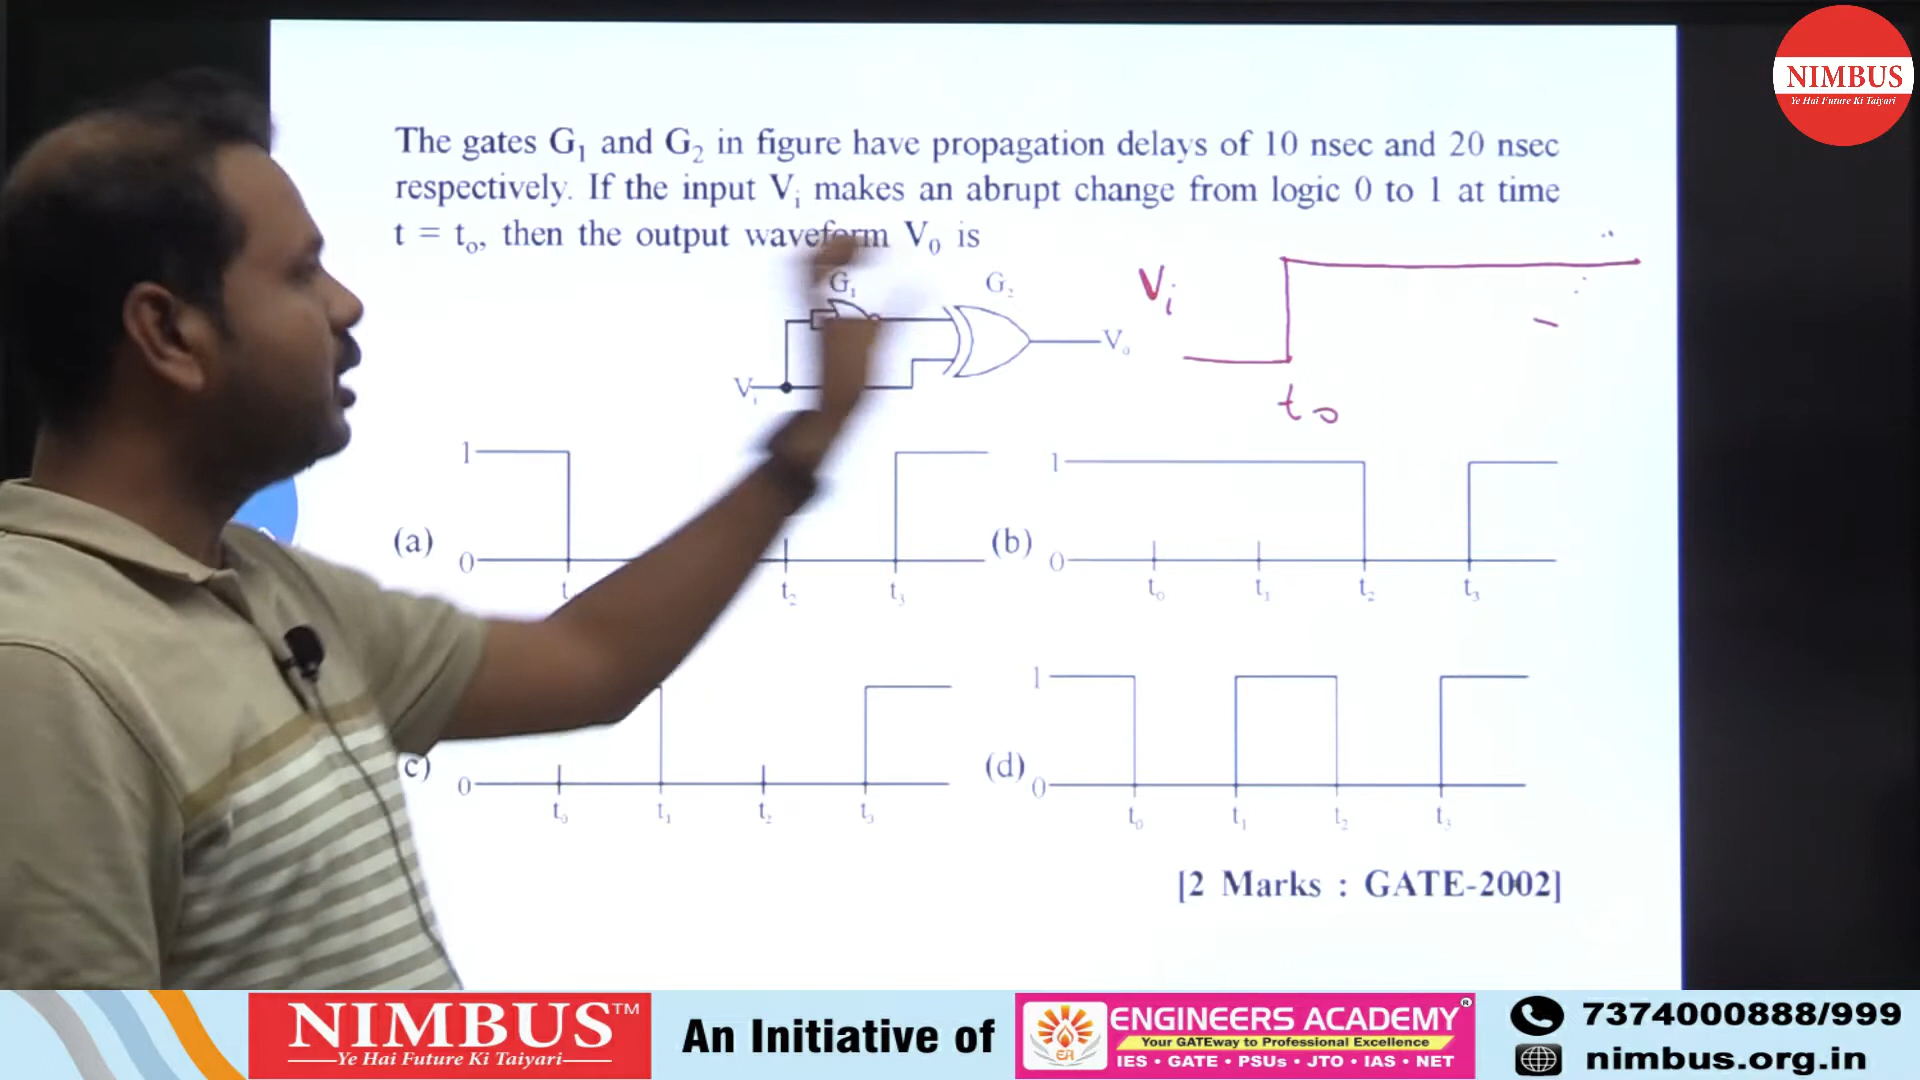 NIMBUS
Ye Hai Future Ki Taiyari
The gates G₁ and G₂ in figure have propagation delays of 10 nsec and 20 nsec
respectively. If the input Vᵢ makes an abrupt change from logic 0 to 1 at time
t = t₀, then the output waveform V₀ is
G₁
G₂
V₀
Vᵢ
Vᵢ
t₀
(a)
1
0
t₂
t₃
(b)
1
0
t₀
t₁
t₂
t₃
c)
0
t₀
t₁
t₂
t₃
(d)
1
0
t₀
t₁
t₂
t₃
[2 Marks : GATE-2002]
NIMBUS™
Ye Hai Future Ki Taiyari
An Initiative of
EA
ENGINEERS ACADEMY®
Your GATEway to Professional Excellence
IES • GATE • PSUs • JTO • IAS • NET
7374000888/999
nimbus.org.in